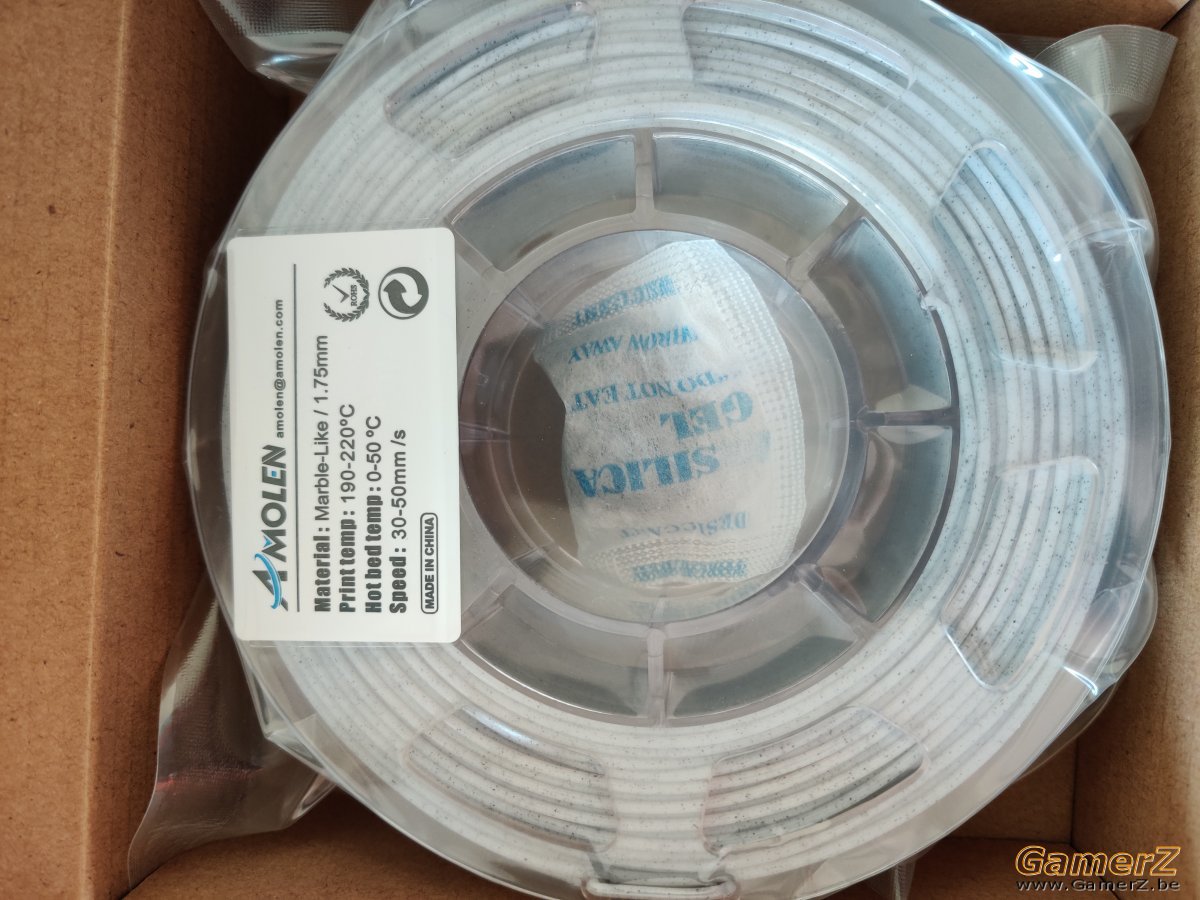 AMOLEN
amolen@amolen.com
ROHS
Material : Marble-Like / 1.75mm
Print temp : 190-220°C
Hot bed temp : 0-50 °C
Speed : 30-50mm /s
MADE IN CHINA
THROW AWAY
"DO NOT EAT
SILICA
GEL
DESICCANT
GamerZ
www.GamerZ.be